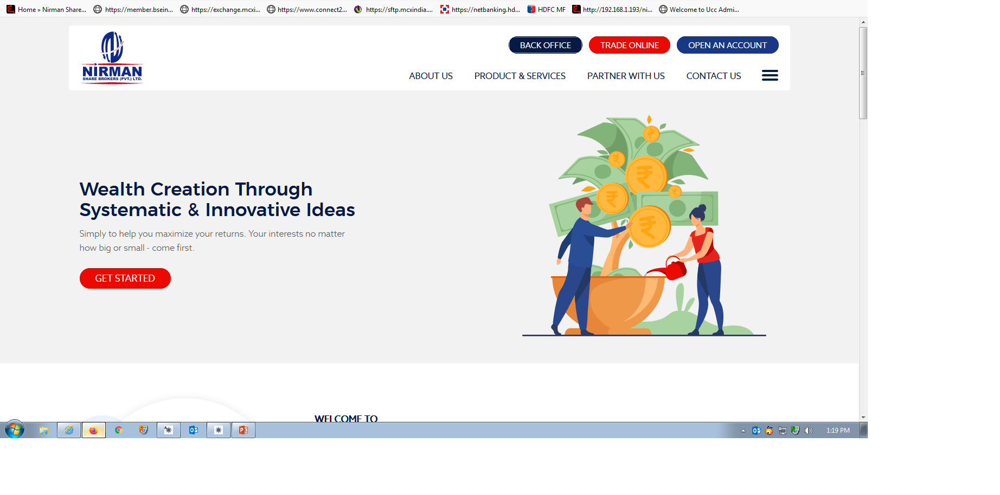 Home » Nirman Share... https://member.bsein... https://exchange.mcxi... https://www.connect2... https://sftp.mcxindia.... https://netbanking.hd... HDFC MF http://192.168.1.193/ni... Welcome to Ucc Admi...
NIRMAN
SHARE BROKERS (PVT.) LTD.
BACK OFFICE TRADE ONLINE OPEN AN ACCOUNT
ABOUT US PRODUCT & SERVICES PARTNER WITH US CONTACT US
Wealth Creation Through
Systematic & Innovative Ideas
Simply to help you maximize your returns. Your interests no matter
how big or small - come first.
GET STARTED
₹
₹
₹
₹
₹
₹
WELCOME TO
1:19 PM